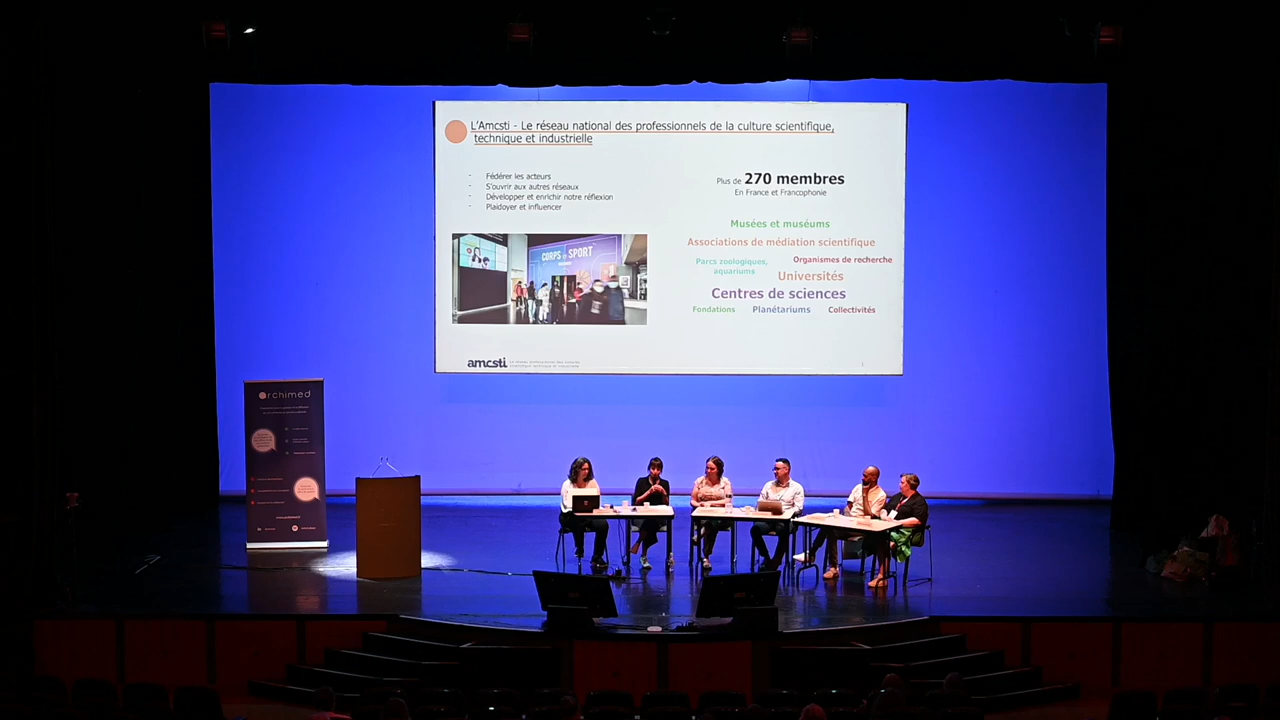 L'Amcsti - Le réseau national des professionnels de la culture scientifique,
technique et industrielle
- Fédérer les acteurs
- S'ouvrir aux autres réseaux
- Développer et enrichir notre réflexion
- Plaidoyer et influencer
CORPS et SPORT
Plus de 270 membres
En France et Francophonie
Musées et muséums
Associations de médiation scientifique
Parcs zoologiques,
aquariums
Organismes de recherche
Universités
Centres de sciences
Fondations Planétariums Collectivités
amcsti
archimed